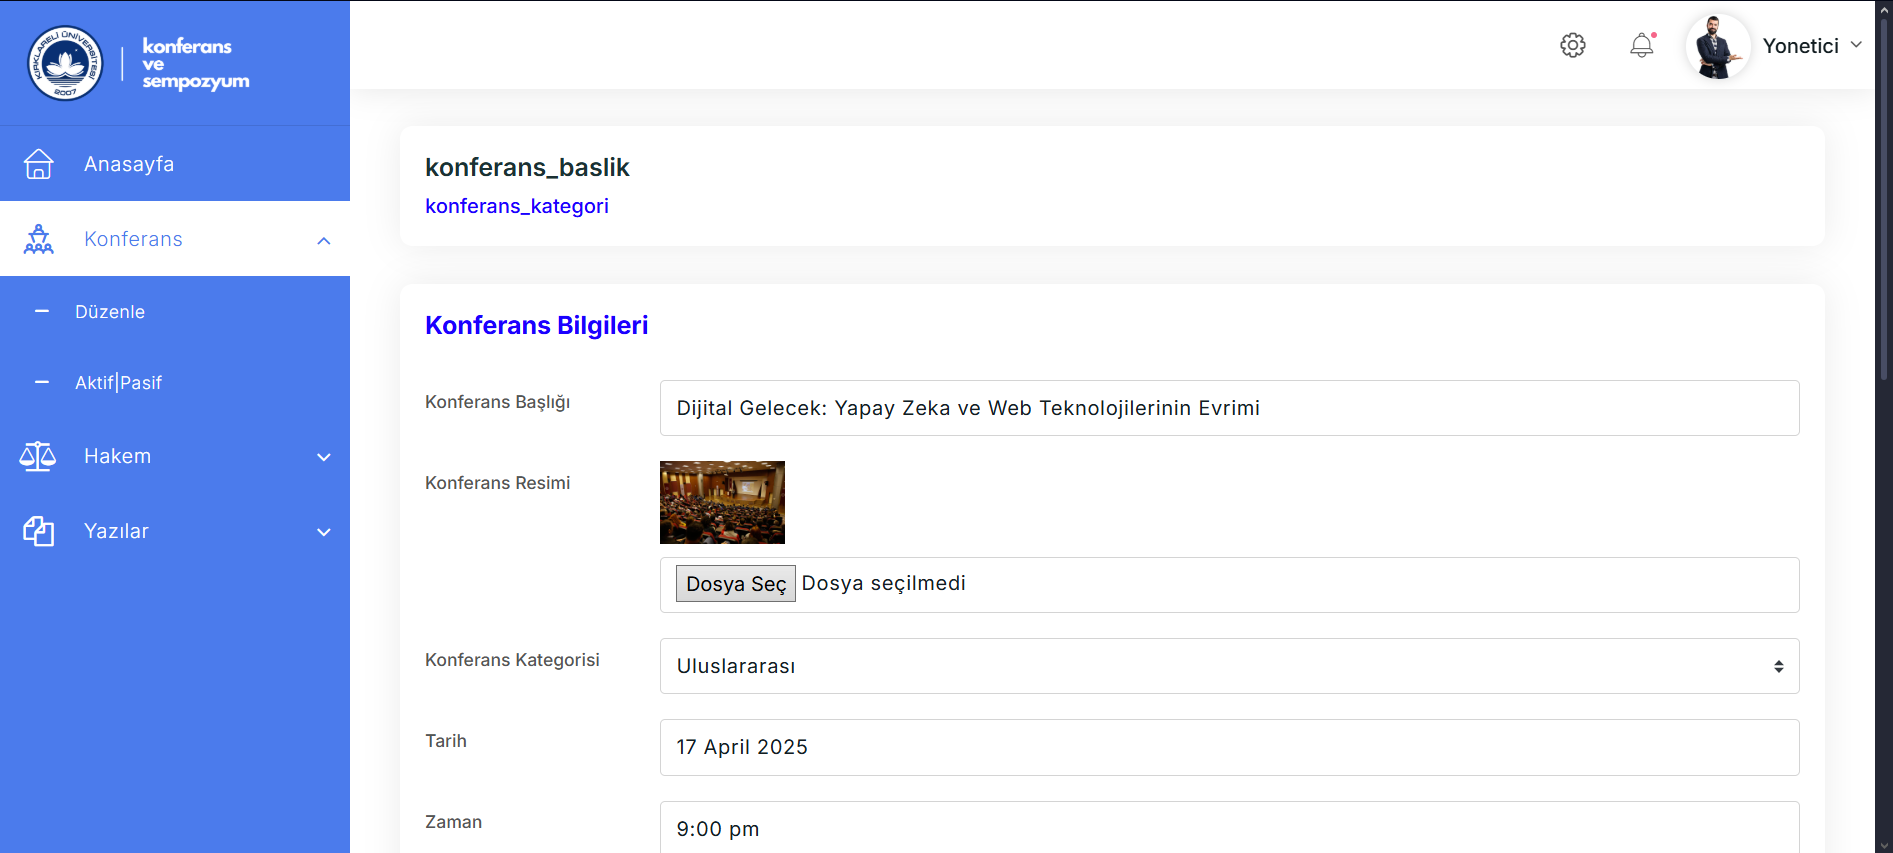 KIRKLARELİ ÜNİVERSİTESİ
2007
konferans
ve
sempozyum
Yonetici
Anasayfa
Konferans
Düzenle
Aktif|Pasif
Hakem
Yazılar
konferans_baslik
konferans_kategori
Konferans Bilgileri
Konferans Başlığı
Dijital Gelecek: Yapay Zeka ve Web Teknolojilerinin Evrimi
Konferans Resimi
Dosya Seç Dosya seçilmedi
Konferans Kategorisi
Uluslararası
Tarih
17 April 2025
Zaman
9:00 pm